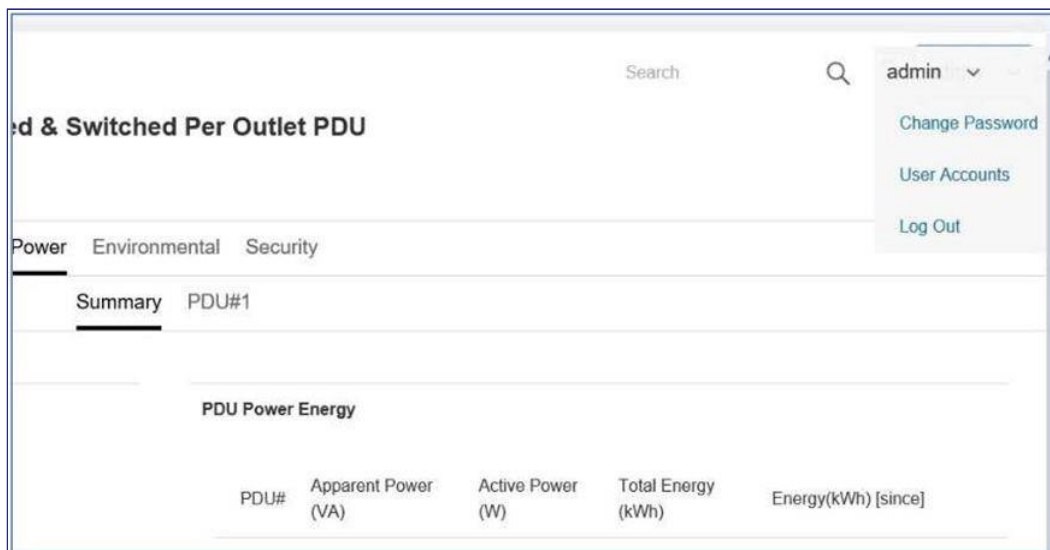 Search
admin
ed & Switched Per Outlet PDU
Change Password
User Accounts
Log Out
Power Environmental Security
Summary PDU#1
PDU Power Energy
PDU# Apparent Power (VA) Active Power (W) Total Energy (kWh) Energy(kWh) [since]